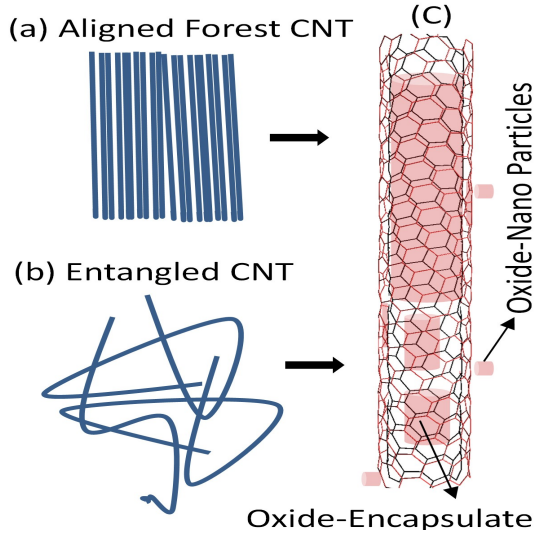 (a) Aligned Forest CNT
(C)
Oxide-Nano Particles
(b) Entangled CNT
Oxide-Encapsulate